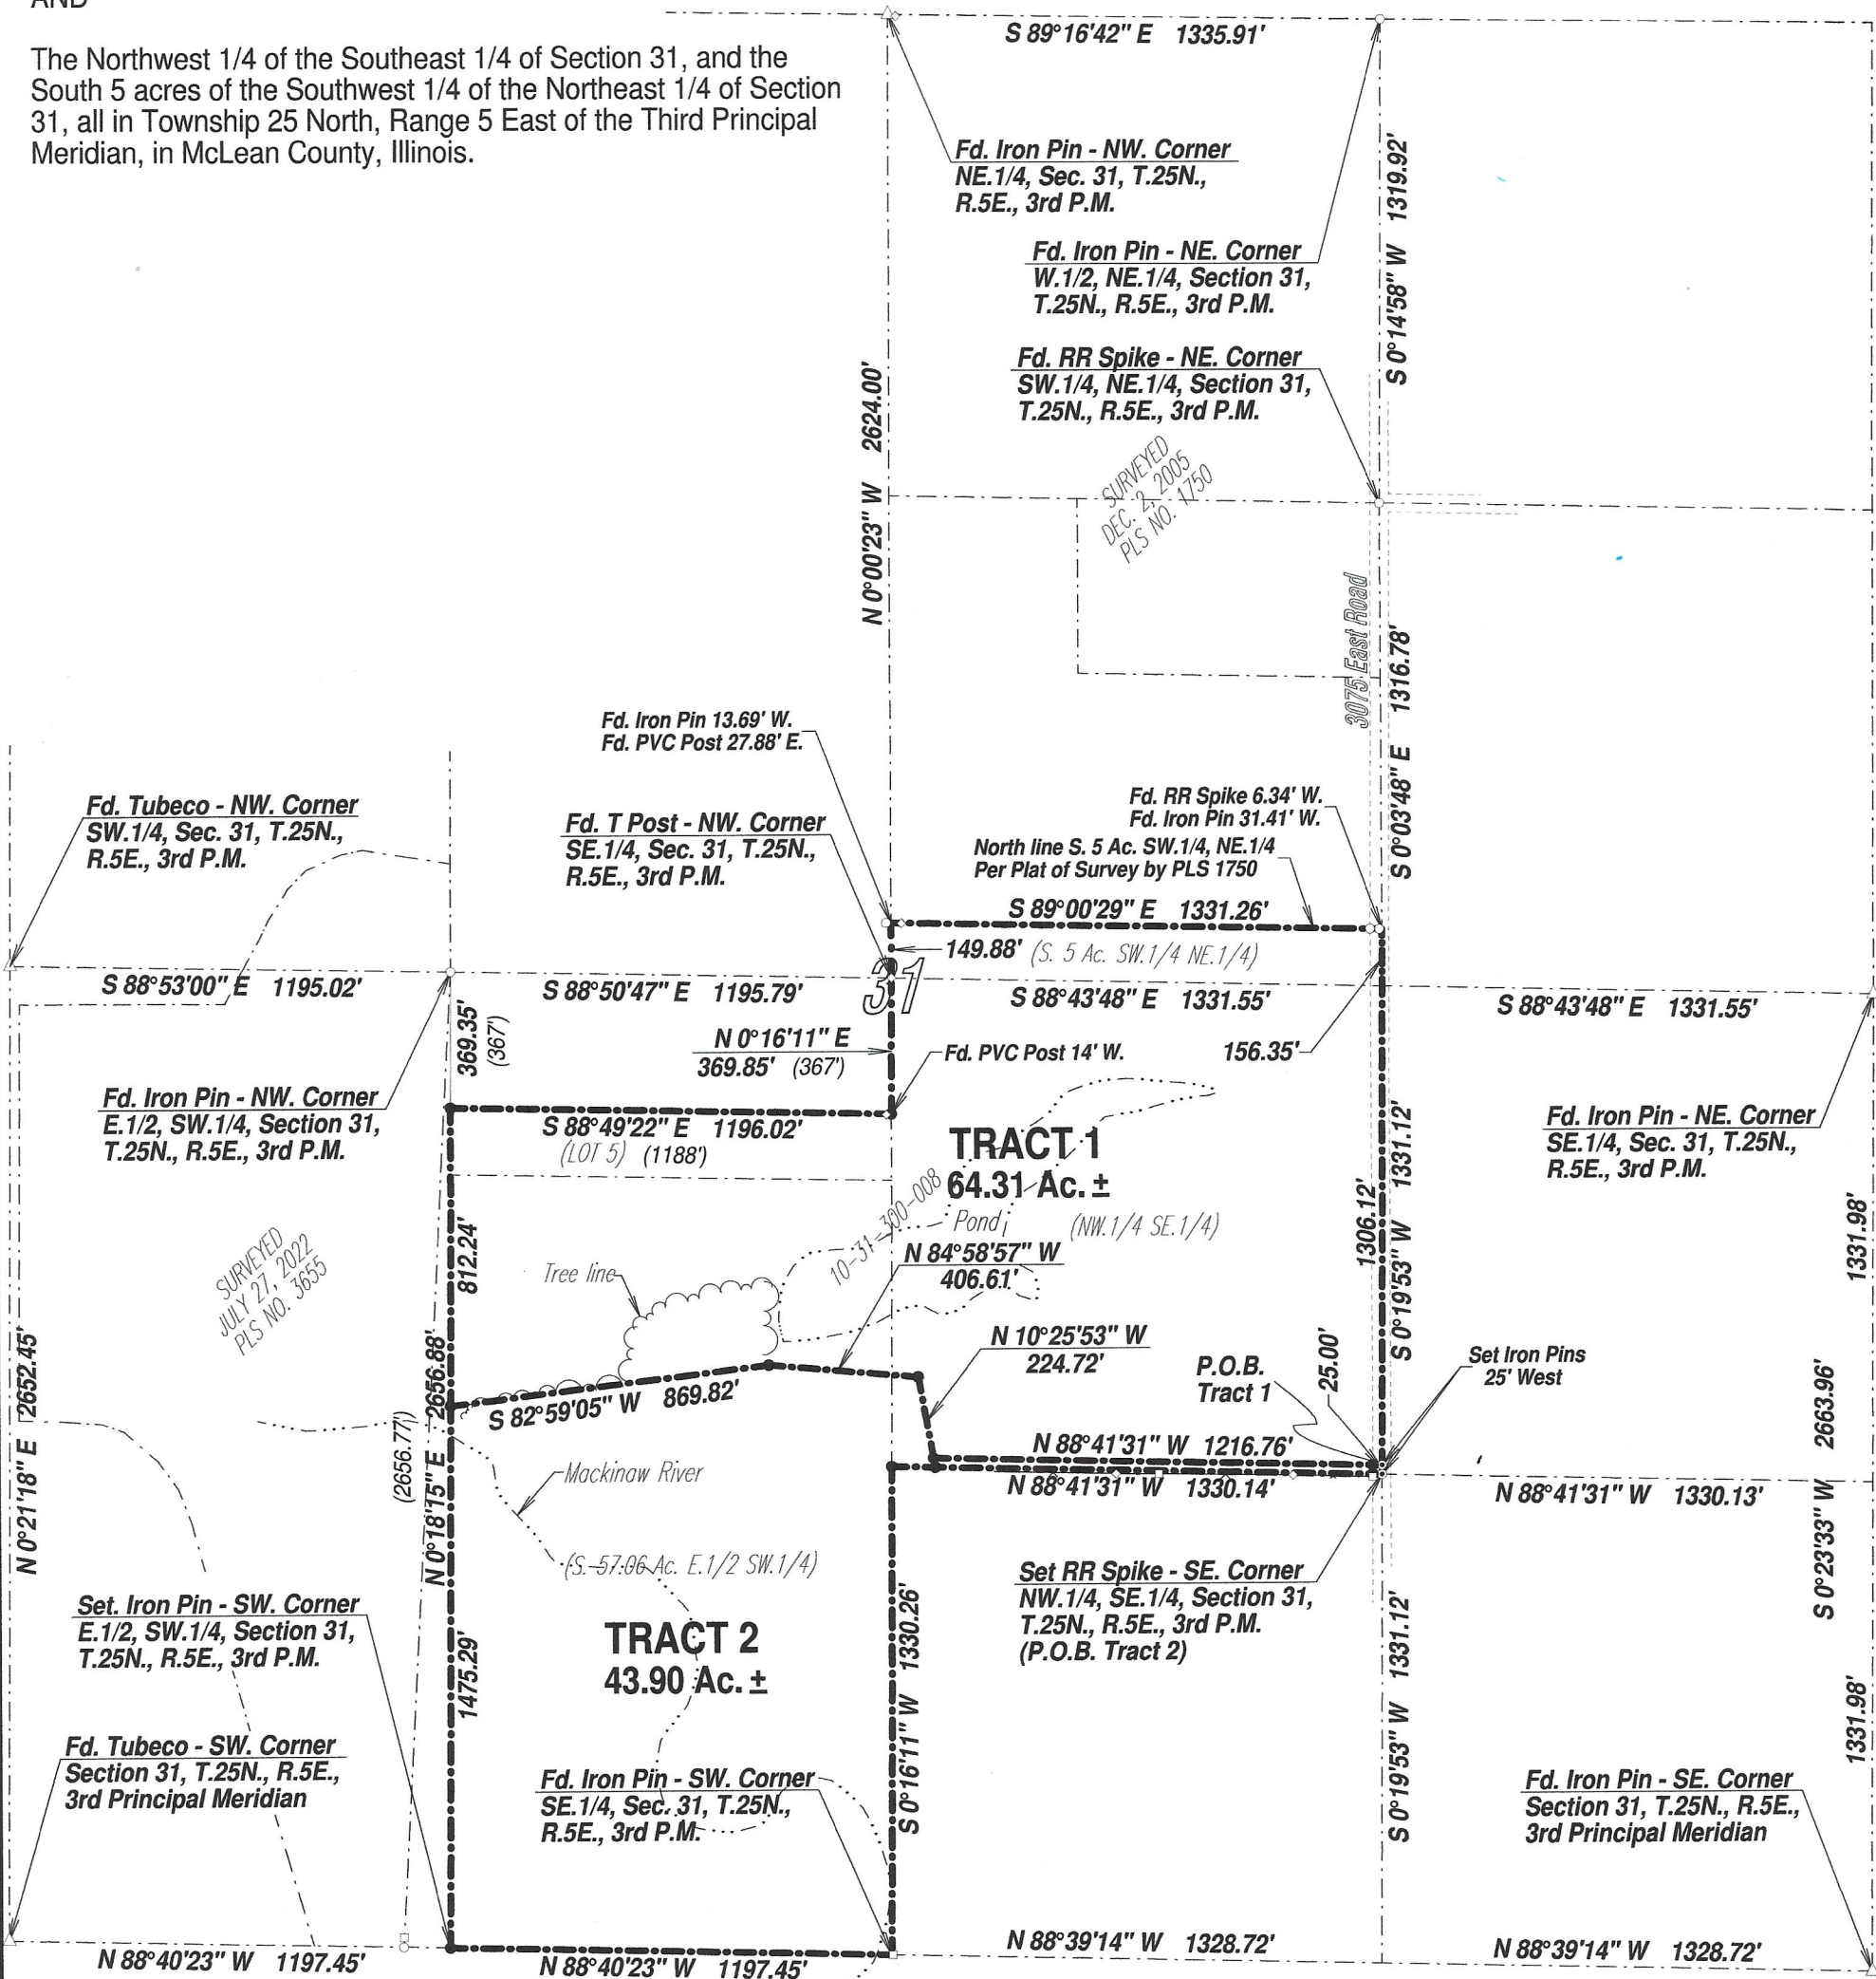 AND
The Northwest 1/4 of the Southeast 1/4 of Section 31, and the
South 5 acres of the Southwest 1/4 of the Northeast 1/4 of Section
31, all in Township 25 North, Range 5 East of the Third Principal
Meridian, in McLean County, Illinois.
S 89°16'42" E 1335.91'
Fd. Iron Pin - NW. Corner
NE.1/4, Sec. 31, T.25N.,
R.5E., 3rd P.M.
Fd. Iron Pin - NE. Corner
W.1/2, NE.1/4, Section 31,
T.25N., R.5E., 3rd P.M.
Fd. RR Spike - NE. Corner
SW.1/4, NE.1/4, Section 31,
T.25N., R.5E., 3rd P.M.
S 0°14'58" W 1319.92'
N 0°00'23" W 2624.00'
SURVEYED
DEC. 2, 2005
PLS NO. 1750
3075 East Road
S 0°03'48" E 1316.78'
Fd. Iron Pin 13.69' W.
Fd. PVC Post 27.88' E.
Fd. Tubeco - NW. Corner
SW.1/4, Sec. 31, T.25N.,
R.5E., 3rd P.M.
Fd. T Post - NW. Corner
SE.1/4, Sec. 31, T.25N.,
R.5E., 3rd P.M.
Fd. RR Spike 6.34' W.
Fd. Iron Pin 31.41' W.
North line S. 5 Ac. SW.1/4, NE.1/4
Per Plat of Survey by PLS 1750
S 89°00'29" E 1331.26'
149.88' (S. 5 Ac. SW.1/4 NE.1/4)
31
S 88°53'00" E 1195.02'
S 88°50'47" E 1195.79'
S 88°43'48" E 1331.55'
S 88°43'48" E 1331.55'
369.35'
(367')
N 0°16'11" E
369.85' (367')
Fd. PVC Post 14' W.
156.35'
Fd. Iron Pin - NW. Corner
E.1/2, SW.1/4, Section 31,
T.25N., R.5E., 3rd P.M.
S 88°49'22" E 1196.02'
(LOT 5) (1188')
TRACT 1
64.31 Ac. ±
Pond
(NW.1/4 SE.1/4)
10-31-300-008
Fd. Iron Pin - NE. Corner
SE.1/4, Sec. 31, T.25N.,
R.5E., 3rd P.M.
S 0°19'53" W 1331.12'
1306.12'
1331.98'
812.24'
SURVEYED
JULY 27, 2022
PLS NO. 3655
Tree line
N 84°58'57" W
406.61'
N 10°25'53" W
224.72'
P.O.B.
Tract 1
25.00'
Set Iron Pins
25' West
S 82°59'05" W 869.82'
N 88°41'31" W 1216.76'
N 88°41'31" W 1330.14'
N 88°41'31" W 1330.13'
N 0°21'18" E 2652.45'
N 0°18'15" E 2656.88'
(2656.77')
Mackinaw River
S 0°23'33" W 2663.96'
(S. 57.06 Ac. E.1/2 SW.1/4)
Set RR Spike - SE. Corner
NW.1/4, SE.1/4, Section 31,
T.25N., R.5E., 3rd P.M.
(P.O.B. Tract 2)
Set. Iron Pin - SW. Corner
E.1/2, SW.1/4, Section 31,
T.25N., R.5E., 3rd P.M.
TRACT 2
43.90 Ac. ±
1475.29'
S 0°16'11" W 1330.26'
S 0°19'53" W 1331.12'
1331.98'
Fd. Tubeco - SW. Corner
Section 31, T.25N., R.5E.,
3rd Principal Meridian
Fd. Iron Pin - SW. Corner
SE.1/4, Sec. 31, T.25N.,
R.5E., 3rd P.M.
Fd. Iron Pin - SE. Corner
Section 31, T.25N., R.5E.,
3rd Principal Meridian
N 88°40'23" W 1197.45'
N 88°40'23" W 1197.45'
N 88°39'14" W 1328.72'
N 88°39'14" W 1328.72'